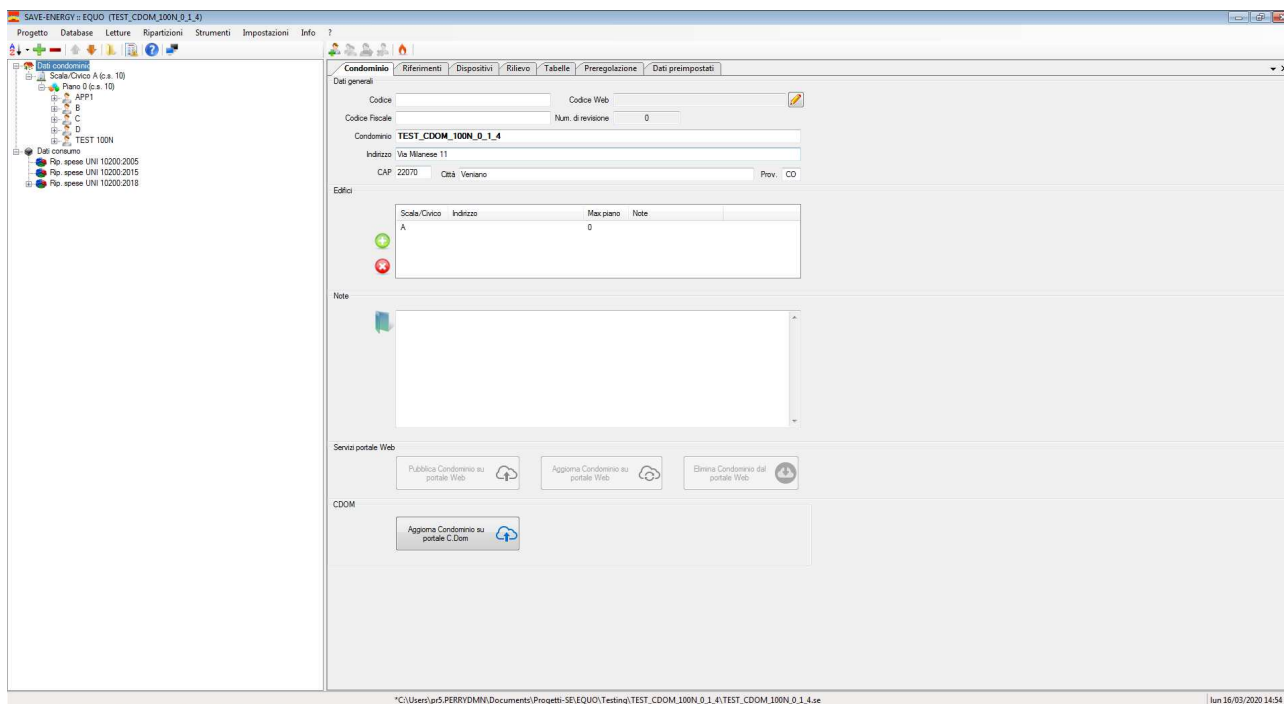 SAVE-ENERGY :: EQUO (TEST_CDOM_100N_0_1_4)
Progetto Database Letture Ripartizioni Strumenti Impostazioni Info ?
Dati condominio
Scala/Civico A (c.s. 10)
Piano 0 (c.s. 10)
APP1
B
C
D
TEST 100N
Dati consumo
Rip. spese UNI 10200:2005
Rip. spese UNI 10200:2015
Rip. spese UNI 10200:2018
Condominio Riferimenti Dispositivi Rilievo Tabelle Preregolazione Dati preimpostati
Dati generali
Codice Codice Web
Codice Fiscale Num. di revisione 0
Condominio TEST_CDOM_100N_0_1_4
Indirizzo Via Milanese 11
CAP 22070 Città Veniano Prov. CO
Edifici
Scala/Civico Indirizzo Max piano Note
A 0
Note
Servizi portale Web
Pubblica Condominio su portale Web
Aggiorna Condominio su portale Web
Elimina Condominio dal portale Web
CDOM
Aggiorna Condominio su portale C.Dom
*C:\Users\pr5.PERRYDMN\Documents\Progetti-SE\EQUO\Testing\TEST_CDOM_100N_0_1_4\TEST_CDOM_100N_0_1_4.se
lun 16/03/2020 14:54